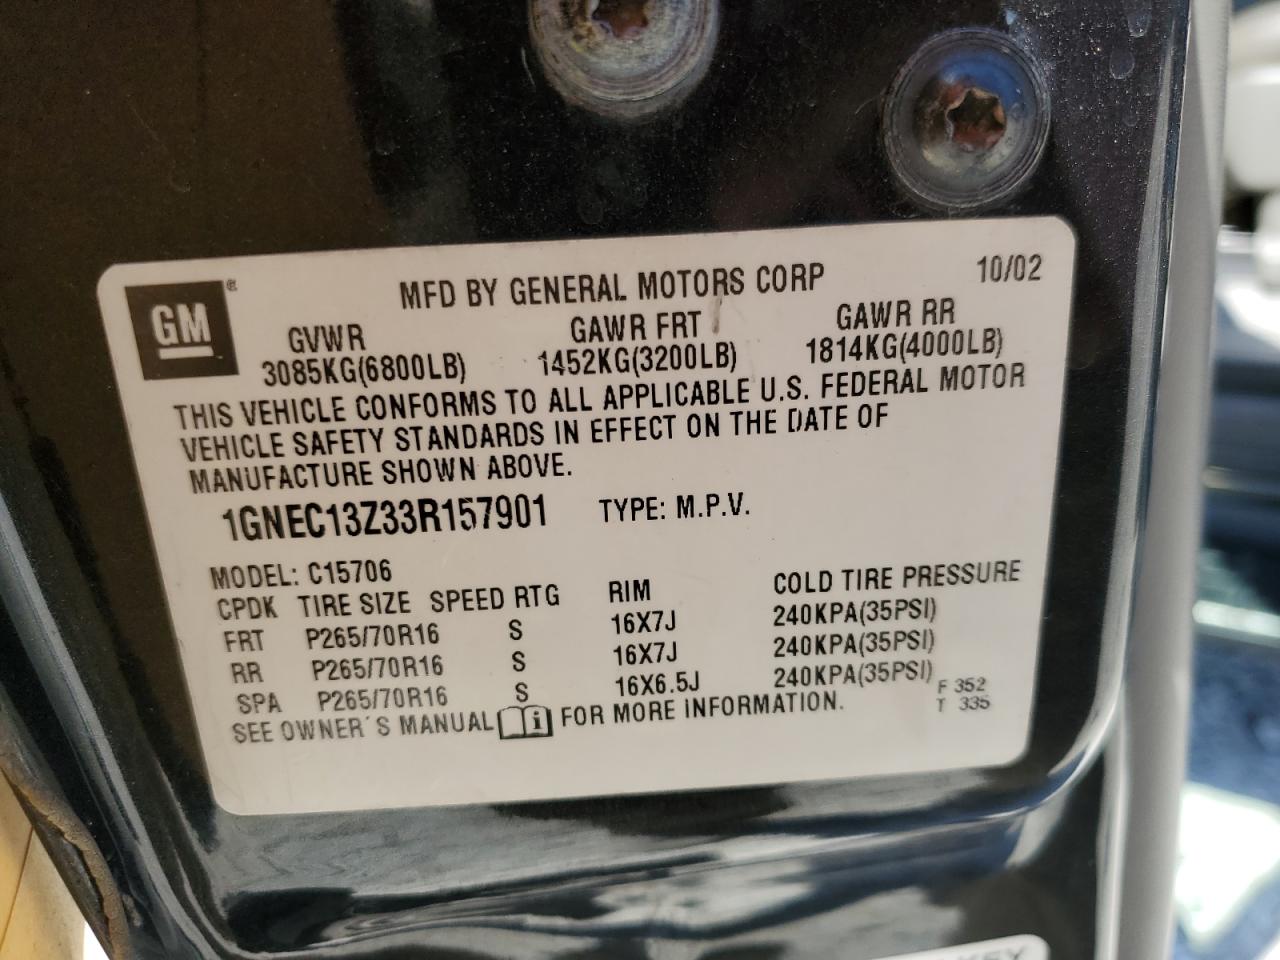 GM ®
MFD BY GENERAL MOTORS CORP 10/02
GVWR GAWR FRT GAWR RR
3085KG(6800LB) 1452KG(3200LB) 1814KG(4000LB)
THIS VEHICLE CONFORMS TO ALL APPLICABLE U.S. FEDERAL MOTOR
VEHICLE SAFETY STANDARDS IN EFFECT ON THE DATE OF
MANUFACTURE SHOWN ABOVE.
1GNEC13Z33R157901 TYPE: M.P.V.
MODEL: C15706
CPDK TIRE SIZE SPEED RTG RIM COLD TIRE PRESSURE
FRT P265/70R16 S 16X7J 240KPA(35PSI)
RR P265/70R16 S 16X7J 240KPA(35PSI)
SPA P265/70R16 S 16X6.5J 240KPA(35PSI)
SEE OWNER'S MANUAL i FOR MORE INFORMATION.
F 352
T 335